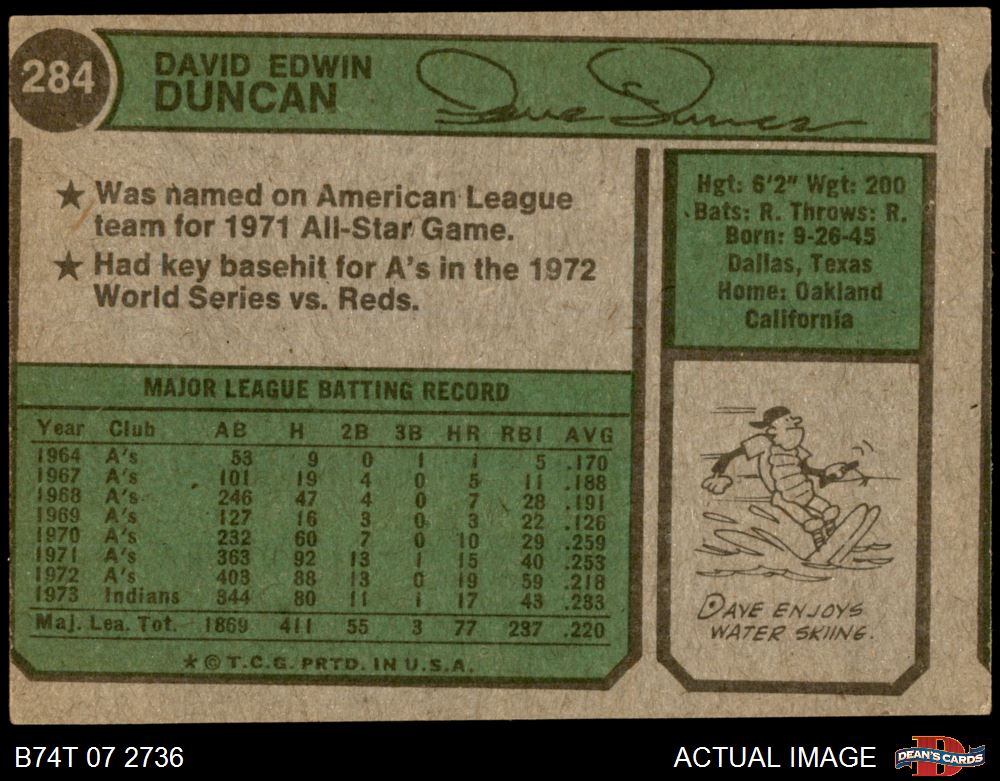 284
DAVID EDWIN
DUNCAN
Dave Duncan
★ Was named on American League
team for 1971 All-Star Game.
★ Had key basehit for A's in the 1972
World Series vs. Reds.
Hgt: 6'2" Wgt: 200
Bats: R. Throws: R.
Born: 9-26-45
Dallas, Texas
Home: Oakland
California
MAJOR LEAGUE BATTING RECORD
Year Club AB H 2B 3B HR RBI AVG
1964 A's 53 9 0 1 1 5 .170
1967 A's 101 19 4 0 5 11 .188
1968 A's 246 47 4 0 7 28 .191
1969 A's 127 16 3 0 3 22 .126
1970 A's 232 60 7 0 10 29 .259
1971 A's 363 92 13 1 15 40 .253
1972 A's 403 88 13 0 19 59 .218
1973 Indians 344 80 11 1 17 43 .233
Maj. Lea. Tot. 1869 411 55 3 77 237 .220
★ © T.C.G. PRTD. IN U.S.A.
DAVE ENJOYS
WATER SKIING.
B74T 07 2736
ACTUAL IMAGE
D
DEAN'S CARDS